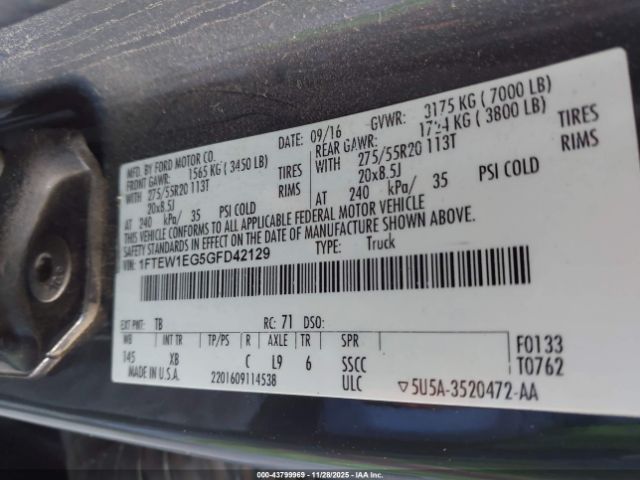 MFD. BY FORD MOTOR CO. DATE: 09/16 GVWR: 3175 KG ( 7000 LB)
FRONT GAWR: 1565 KG ( 3450 LB) REAR GAWR: 1724 KG ( 3800 LB)
WITH 275/55R20 113T TIRES WITH 275/55R20 113T TIRES
20x8.5J RIMS 20x8.5J RIMS
AT 240 kPa/ 35 PSI COLD AT 240 kPa/ 35 PSI COLD
THIS VEHICLE CONFORMS TO ALL APPLICABLE FEDERAL MOTOR VEHICLE
SAFETY STANDARDS IN EFFECT ON THE DATE OF MANUFACTURE SHOWN ABOVE.
VIN: 1FTEW1EG5GFD42129 TYPE: Truck
EXT PNT: TB RC: 71 DSO:
WB INT TR TP/PS R AXLE TR SPR F0133
145 XB C L9 6 SSCC T0762
MADE IN U.S.A. 2201609114538 ULC ▽5U5A-3520472-AA
000-43799969 | 11/28/2025 - IAA Inc.